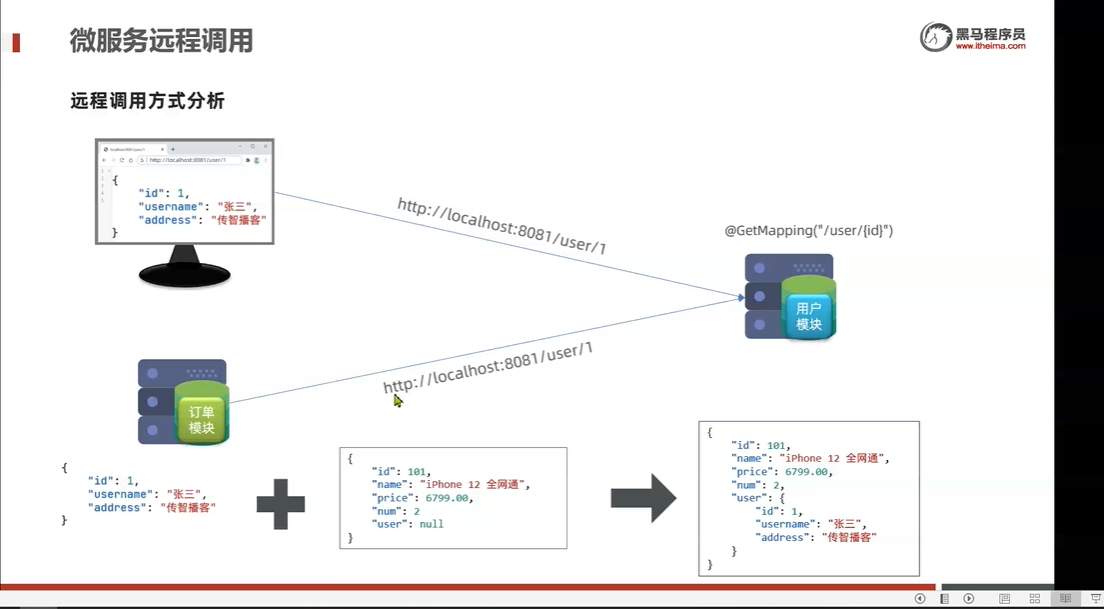 微服务远程调用
黑马程序员
www.itheima.com
远程调用方式分析
http://localhost:8081/user/1
{
"id": 1,
"username": "张三",
"address": "传智播客"
}
http://localhost:8081/user/1
@GetMapping("/user/{id}")
用户
模块
http://localhost:8081/user/1
订单
模块
{
"id": 1,
"username": "张三",
"address": "传智播客"
}
{
"id": 101,
"name": "iPhone 12 全网通",
"price": 6799.00,
"num": 2
"user": null
}
{
"id": 101,
"name": "iPhone 12 全网通",
"price": 6799.00,
"num": 2,
"user": {
"id": 1,
"username": "张三",
"address": "传智播客"
}
}